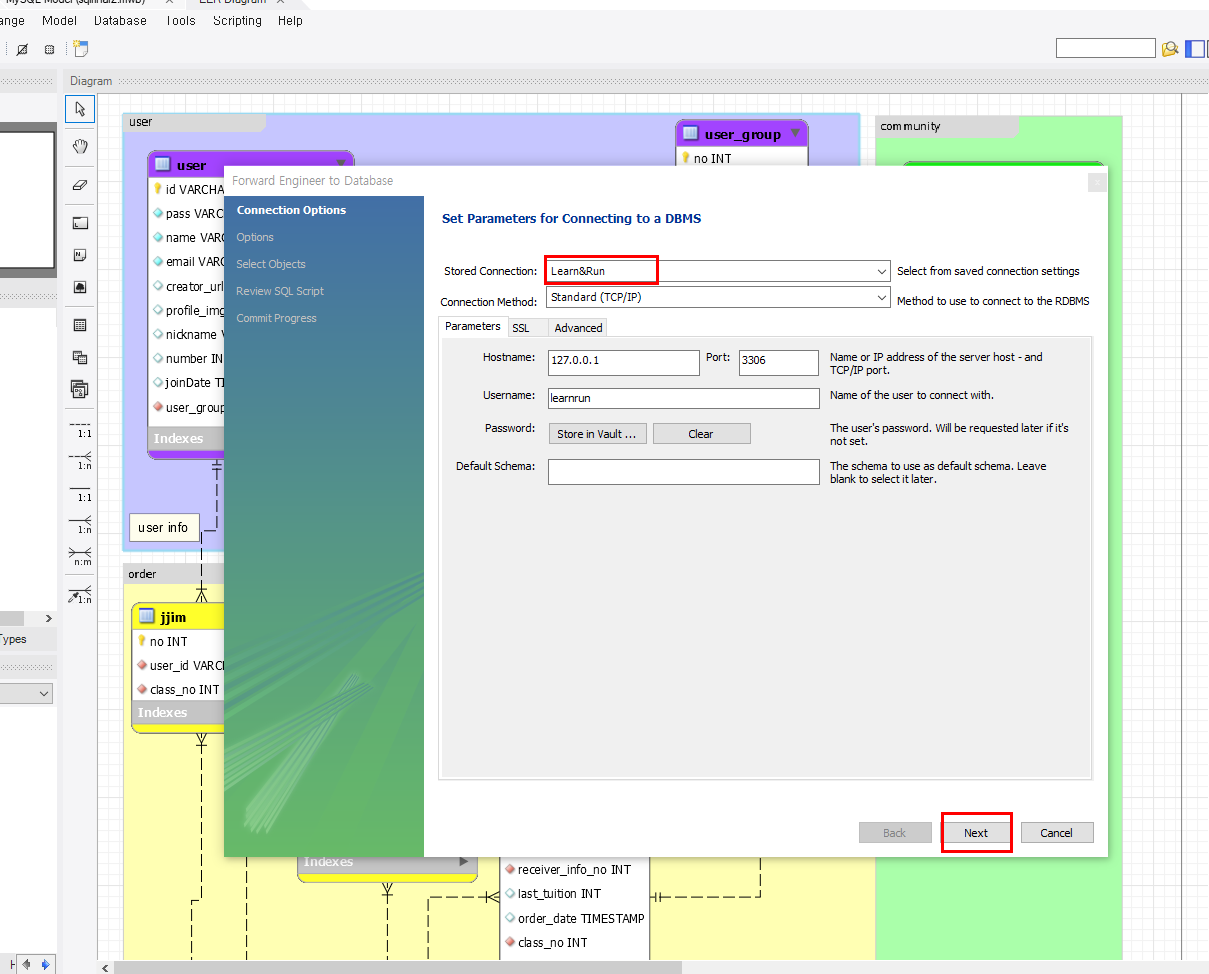 MySQL Model (sqlhharz.mwb) × EER Diagram ×
ange Model Database Tools Scripting Help
Diagram
user
user_group
no INT
community
user
id VARCHA
pass VARC
name VARC
email VARC
creator_url
profile_img
nickname V
number IN
joinDate TI
user_group
Indexes
user info
order
jjim
no INT
user_id VARCH
class_no INT
Indexes
Types
1:1
1:n
1:1
1:n
n:m
1:n
Forward Engineer to Database
Connection Options
Options
Select Objects
Review SQL Script
Commit Progress
Set Parameters for Connecting to a DBMS
Stored Connection: Learn&Run Select from saved connection settings
Connection Method: Standard (TCP/IP) Method to use to connect to the RDBMS
Parameters SSL Advanced
Hostname: 127.0.0.1 Port: 3306 Name or IP address of the server host - and
TCP/IP port.
Username: learnrun Name of the user to connect with.
Password: Store in Vault ... Clear The user's password. Will be requested later if it's
not set.
Default Schema: The schema to use as default schema. Leave
blank to select it later.
Back Next Cancel
Indexes
receiver_info_no INT
last_tuition INT
order_date TIMESTAMP
class_no INT